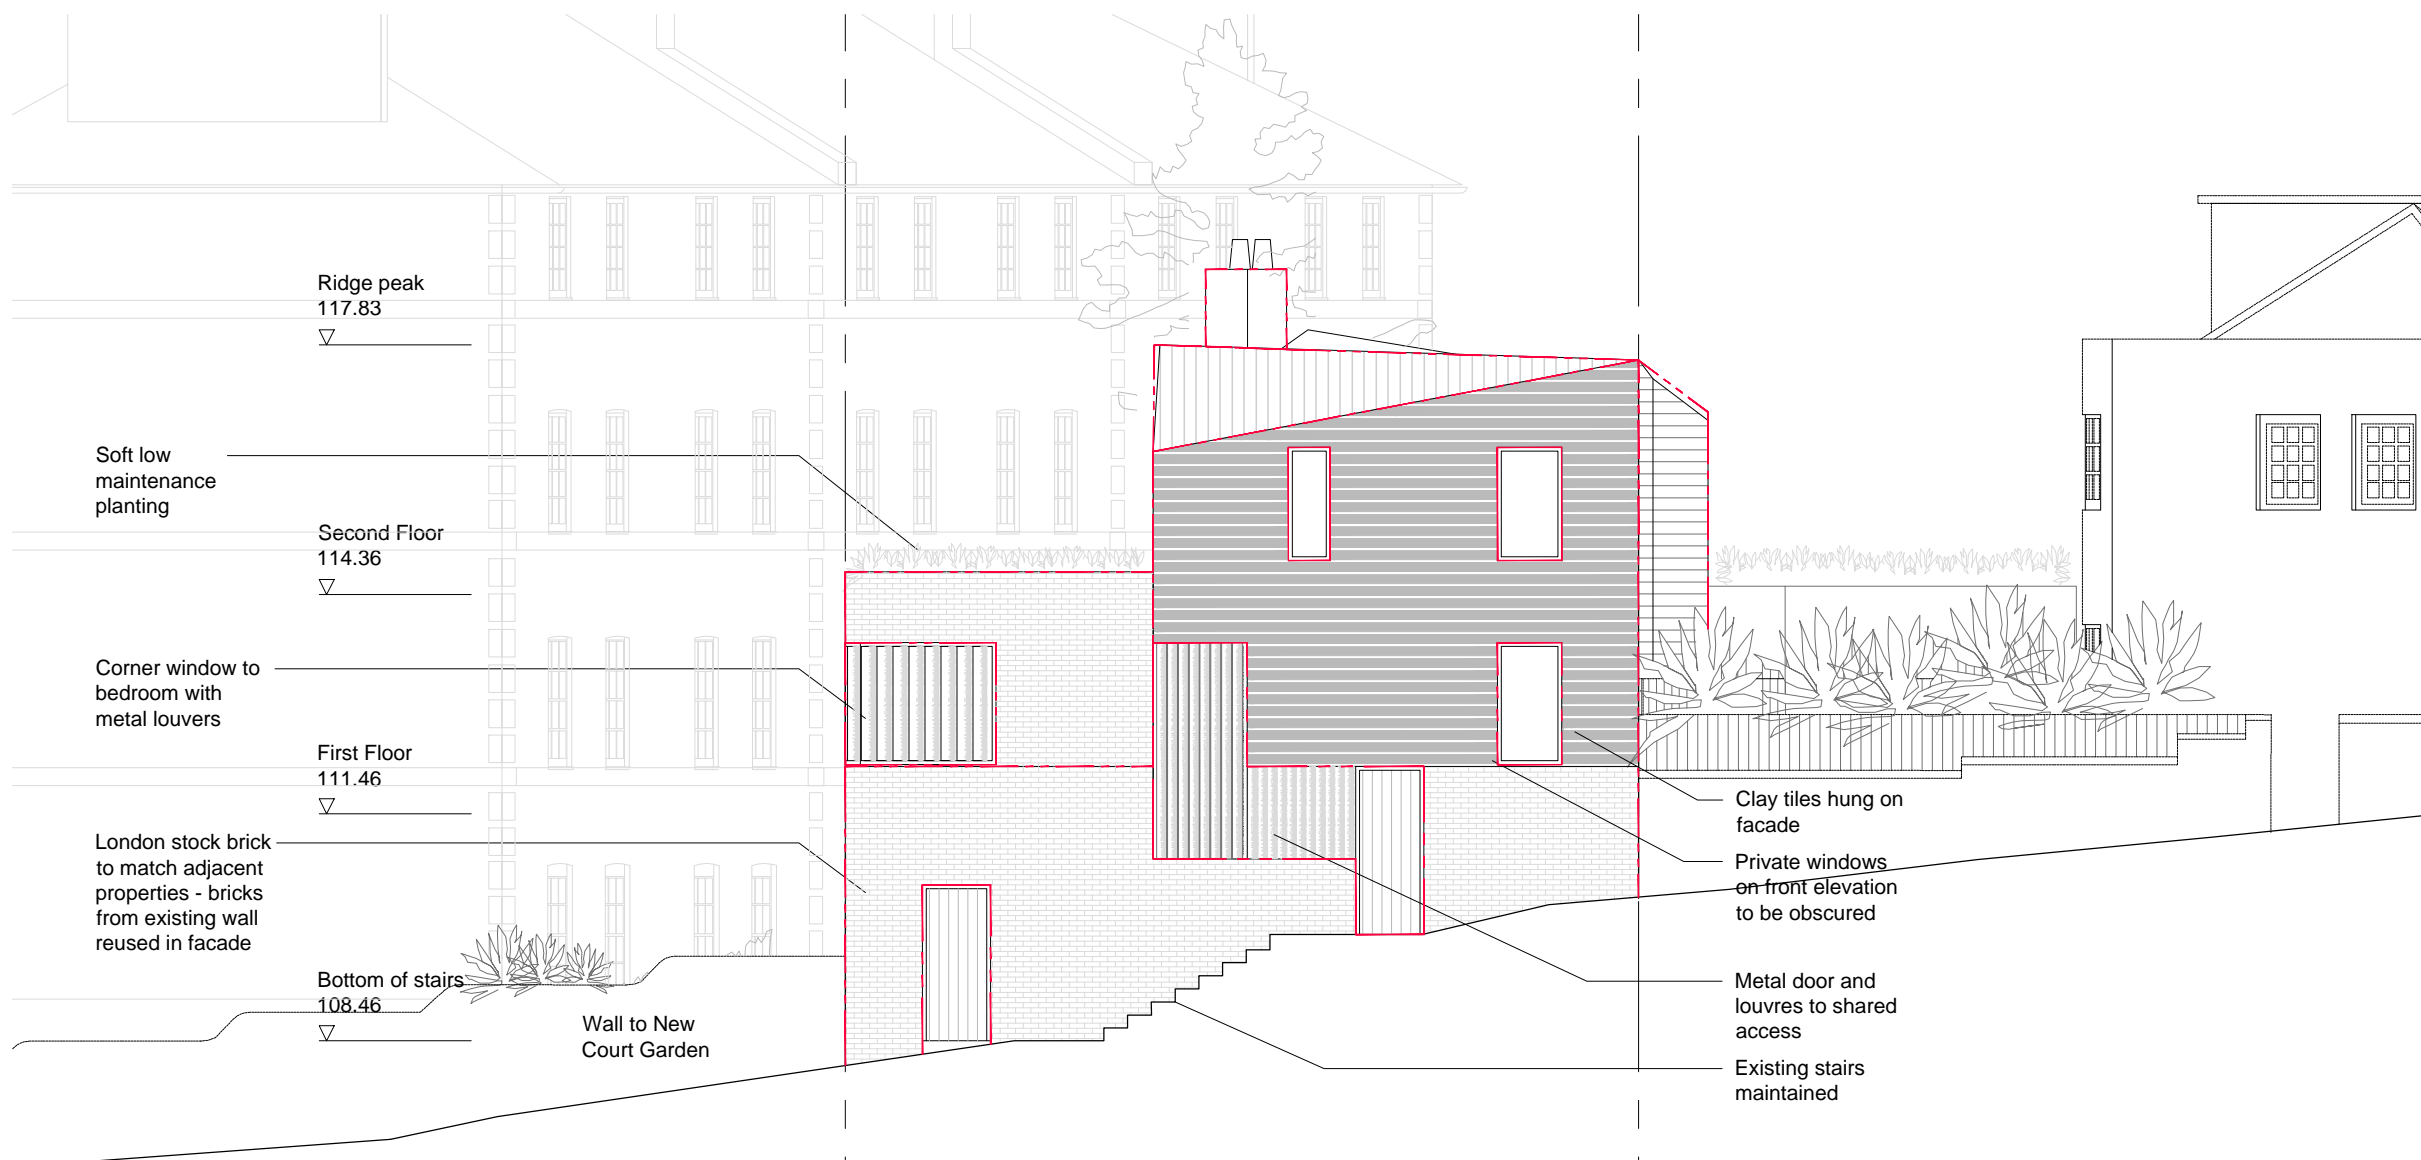 Ridge peak
117.83
Soft low
maintenance
planting
Second Floor
114.36
Corner window to
bedroom with
metal louvers
First Floor
111.46
London stock brick
to match adjacent
properties - bricks
from existing wall
reused in facade
Bottom of stairs
108.46
Wall to New
Court Garden
Clay tiles hung on
facade
Private windows
on front elevation
to be obscured
Metal door and
louvres to shared
access
Existing stairs
maintained